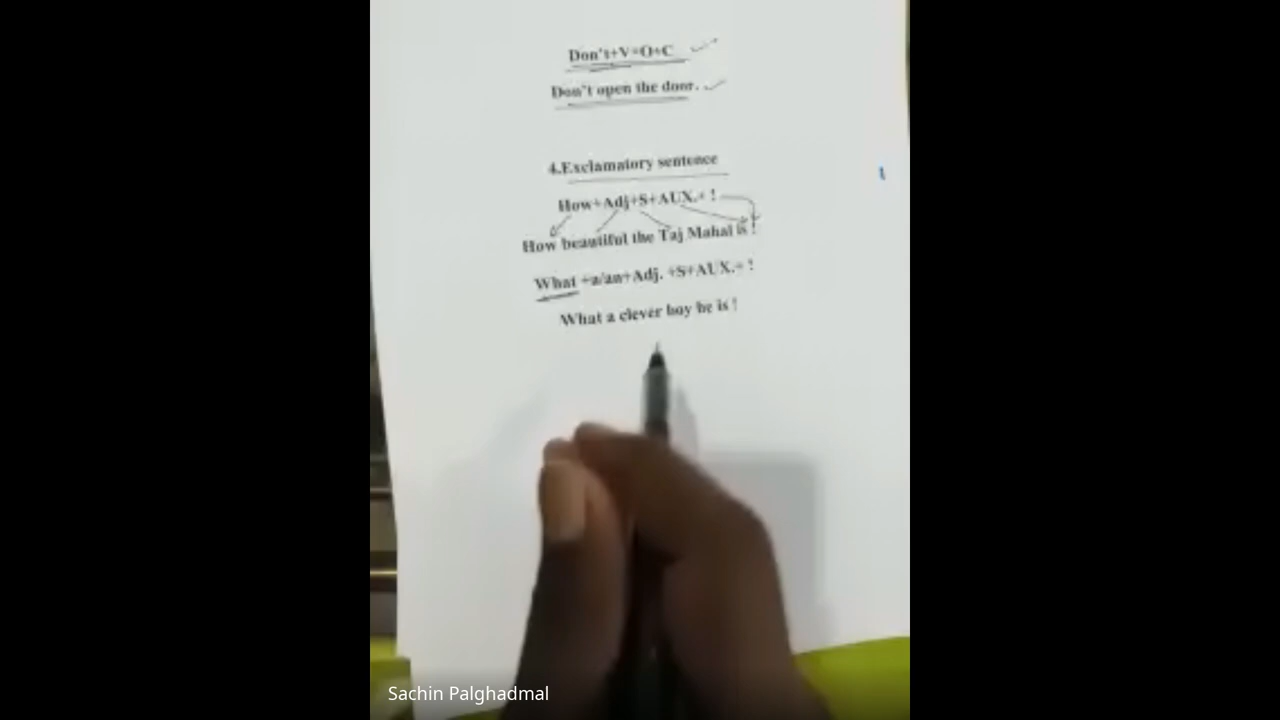 Don't+V+O+C
Don't open the door.
4.Exclamatory sentence
How+Adj+S+AUX.+ !
How beautiful the Taj Mahal is !
What +a/an+Adj. +S+AUX.+ !
What a clever boy he is !
Sachin Palghadmal